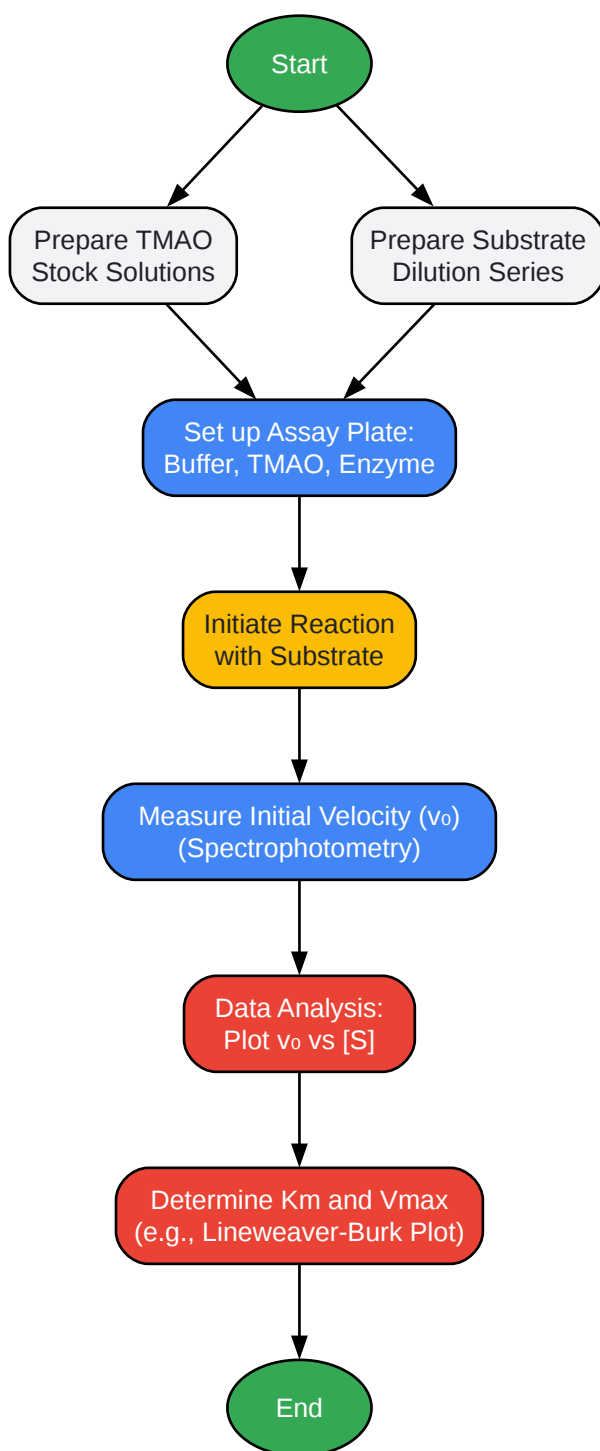 Start
Prepare TMAO
Stock Solutions
Prepare Substrate
Dilution Series
Set up Assay Plate:
Buffer, TMAO, Enzyme
Initiate Reaction
with Substrate
Measure Initial Velocity (v₀)
(Spectrophotometry)
Data Analysis:
Plot v₀ vs [S]
Determine Km and Vmax
(e.g., Lineweaver-Burk Plot)
End